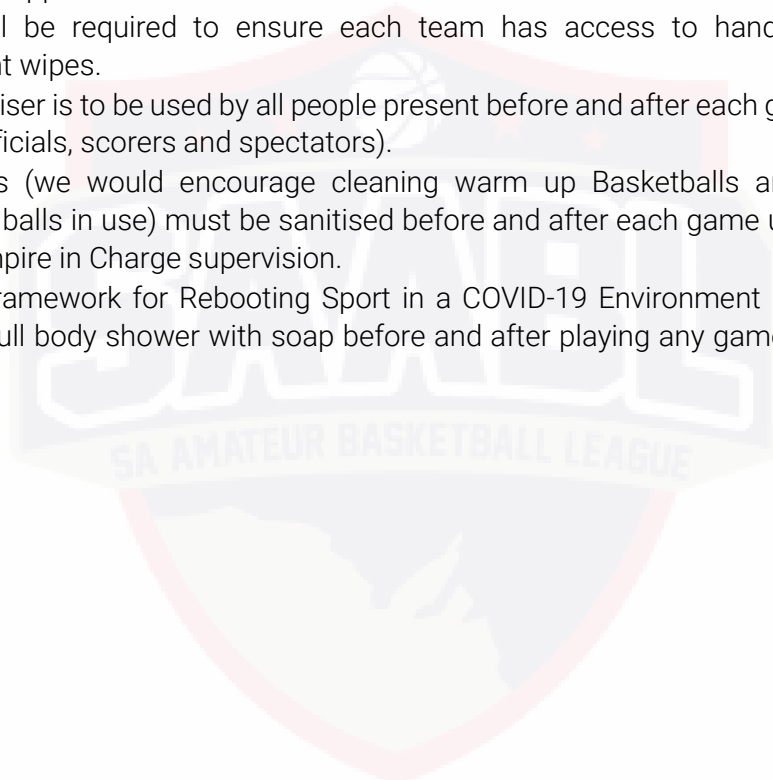 l be required to ensure each team has access to hand
t wipes.
iser is to be used by all people present before and after each g
ficials, scorers and spectators).
s (we would encourage cleaning warm up Basketballs a
balls in use) must be sanitised before and after each game u
pire in Charge supervision.
ramework for Rebooting Sport in a COVID-19 Environment
ull body shower with soap before and after playing any game
SAABL
SA AMATEUR BASKETBALL LEAGUE